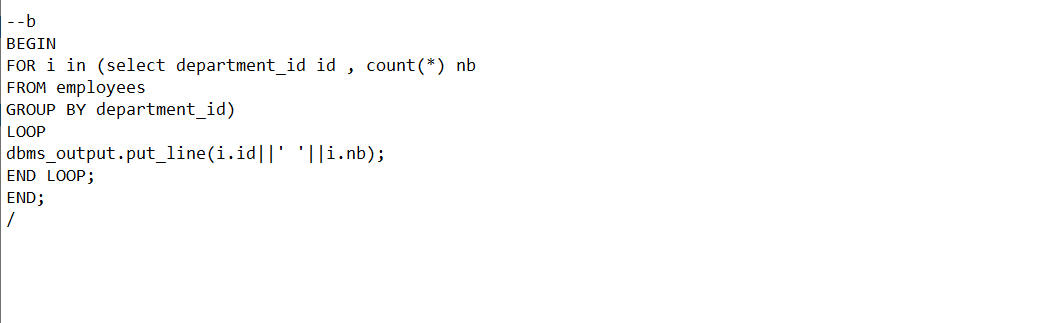 --b
BEGIN
FOR i in (select department_id id , count(*) nb
FROM employees
GROUP BY department_id)
LOOP
dbms_output.put_line(i.id||' '||i.nb);
END LOOP;
END;
/